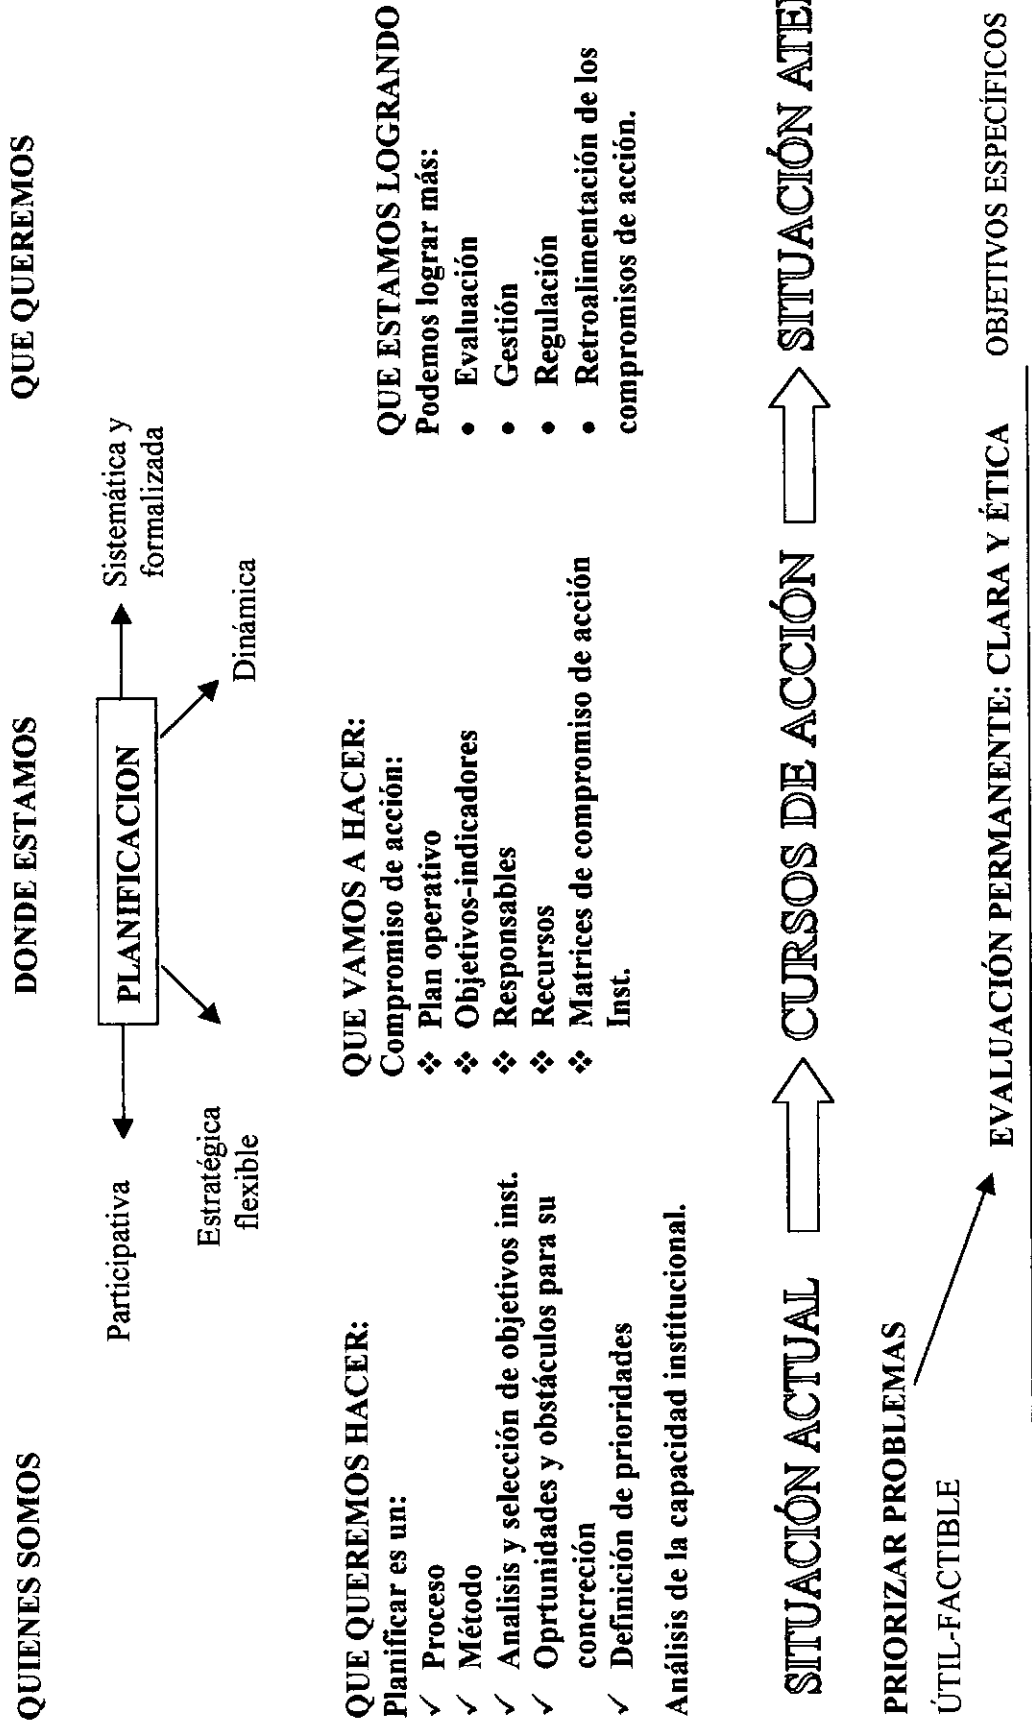 QUIENES SOMOS
DONDE ESTAMOS
QUE QUEREMOS
PLANIFICACION
Participativa
Sistemática y
formalizada
Estratégica
flexible
Dinámica
QUE QUEREMOS HACER:
Planificar es un:
✓ Proceso
✓ Método
✓ Analisis y selección de objetivos inst.
✓ Oprtunidades y obstáculos para su
concreción
✓ Definición de prioridades
Análisis de la capacidad institucional.
QUE VAMOS A HACER:
Compromiso de acción:
❖ Plan operativo
❖ Objetivos-indicadores
❖ Responsables
❖ Recursos
❖ Matrices de compromiso de acción
Inst.
QUE ESTAMOS LOGRANDO
Podemos lograr más:
• Evaluación
• Gestión
• Regulación
• Retroalimentación de los
compromisos de acción.
SITUACIÓN ACTUAL
CURSOS DE ACCIÓN
SITUACIÓN
PRIORIZAR PROBLEMAS
ÚTIL-FACTIBLE
EVALUACIÓN PERMANENTE: CLARA Y ÉTICA
OBJETIVOS ESPECÍFICOS